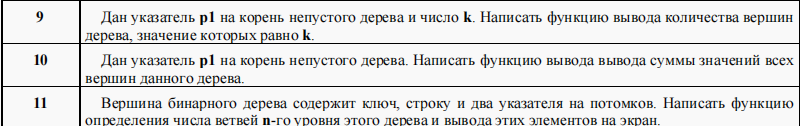 9 Дан указатель p1 на корень непустого дерева и число k. Написать функцию вывода количества вершин
дерева, значение которых равно k.
10 Дан указатель p1 на корень непустого дерева. Написать функцию вывода вывода суммы значений всех
вершин данного дерева.
11 Вершина бинарного дерева содержит ключ, строку и два указателя на потомков. Написать функцию
определения числа ветвей n-го уровня этого дерева и вывода этих элементов на экран.